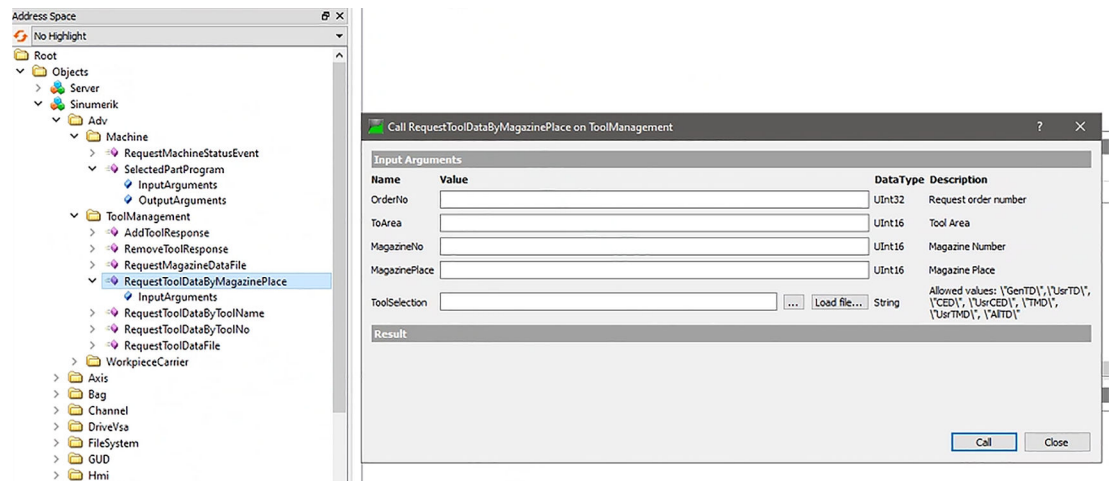 Address Space
No Highlight
Root
Objects
Server
Sinumerik
Adv
Machine
RequestMachineStatusEvent
SelectedPartProgram
InputArguments
OutputArguments
ToolManagement
AddToolResponse
RemoveToolResponse
RequestMagazineDataFile
RequestToolDataByMagazinePlace
InputArguments
RequestToolDataByToolName
RequestToolDataByToolNo
RequestToolDataFile
WorkpieceCarrier
Axis
Bag
Channel
DriveVsa
FileSystem
GUD
Hmi
Call RequestToolDataByMagazinePlace on ToolManagement ? ×
Input Arguments
Name Value DataType Description
OrderNo UInt32 Request order number
ToArea UInt16 Tool Area
MagazineNo UInt16 Magazine Number
MagazinePlace UInt16 Magazine Place
ToolSelection ... Load file... String Allowed values: \"GenTD\",\"UsrTD\",
\"CED\", \"UsrCED\", \"TMD\",
\"UsrTMD\", \"AllTD\"
Result
Call Close